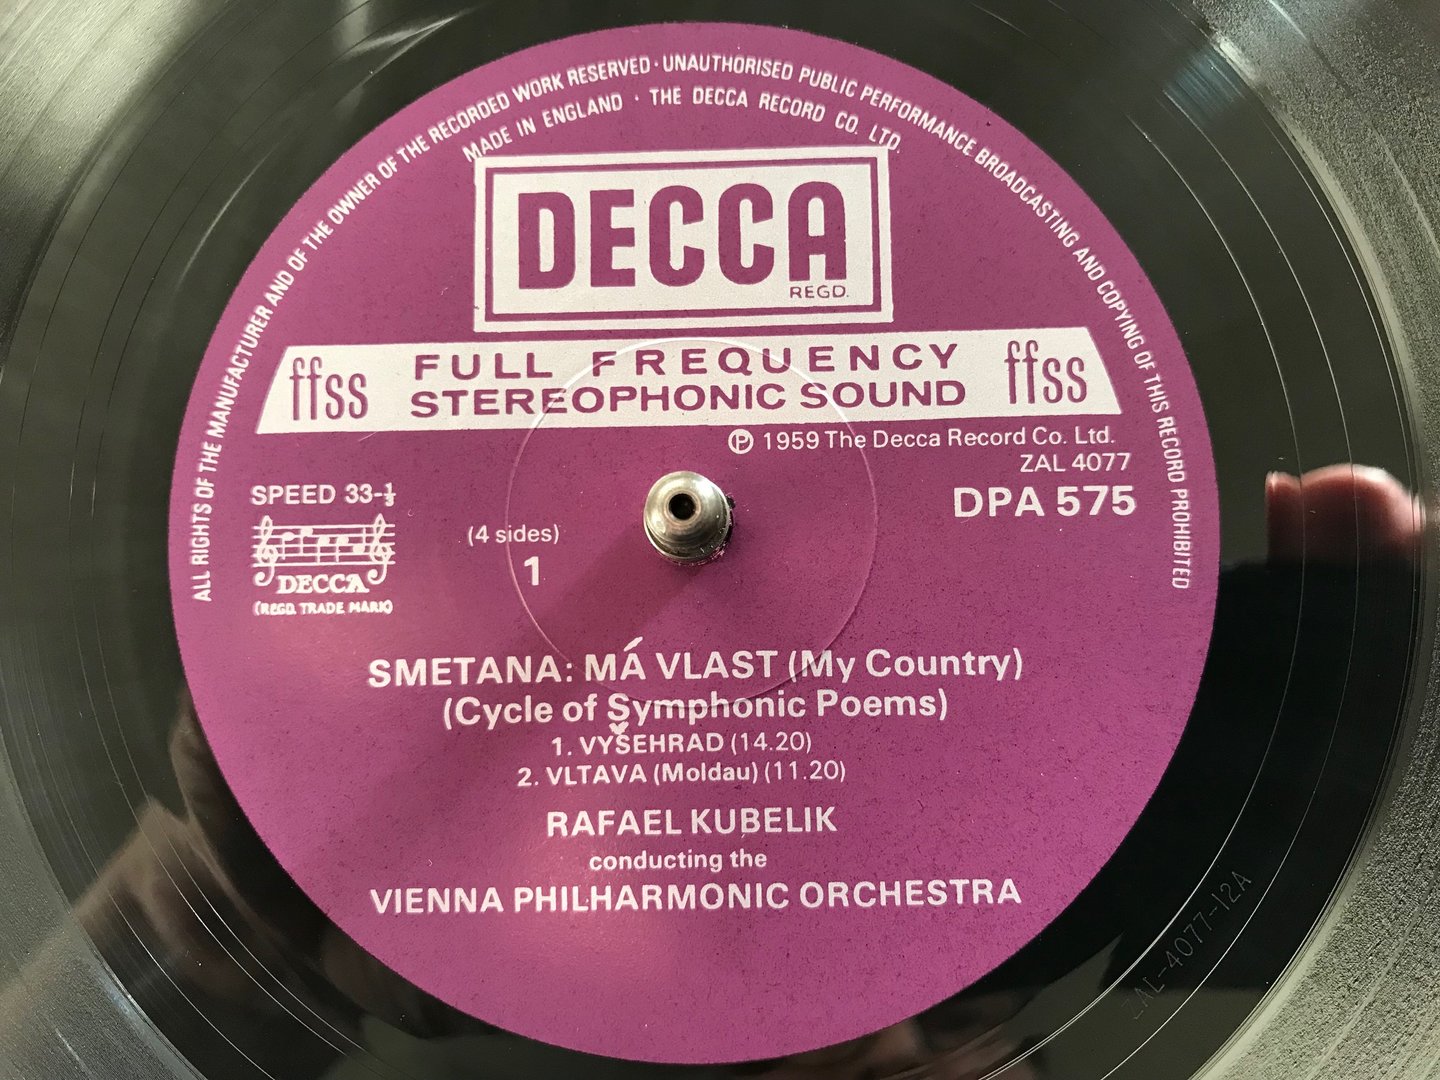 ALL RIGHTS OF THE MANUFACTURER AND OF THE OWNER OF THE RECORDED WORK RESERVED · UNAUTHORISED PUBLIC PERFORMANCE BROADCASTING AND COPYING OF THIS RECORD PROHIBITED
MADE IN ENGLAND · THE DECCA RECORD CO. LTD.
DECCA
REGD.
ffss FULL FREQUENCY ffss
STEREOPHONIC SOUND
Ⓟ 1959 The Decca Record Co. Ltd.
ZAL 4077
SPEED 33-⅓
DPA 575
DECCA
(REGD. TRADE MARK)
(4 sides)
1
SMETANA: MÁ VLAST (My Country)
(Cycle of Symphonic Poems)
1. VYŠEHRAD (14.20)
2. VLTAVA (Moldau) (11.20)
RAFAEL KUBELIK
conducting the
VIENNA PHILHARMONIC ORCHESTRA
ZAL-4077-12A